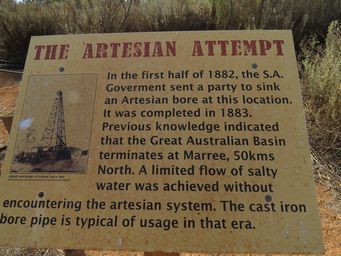 THE ARTESIAN ATTEMPT
In the first half of 1882, the S.A.
Goverment sent a party to sink
an Artesian bore at this location.
It was completed in 1883.
Previous knowledge indicated
that the Great Australian Basin
terminates at Marree, 50kms
North. A limited flow of salty
water was achieved without
encountering the artesian system. The cast iron
bore pipe is typical of usage in that era.